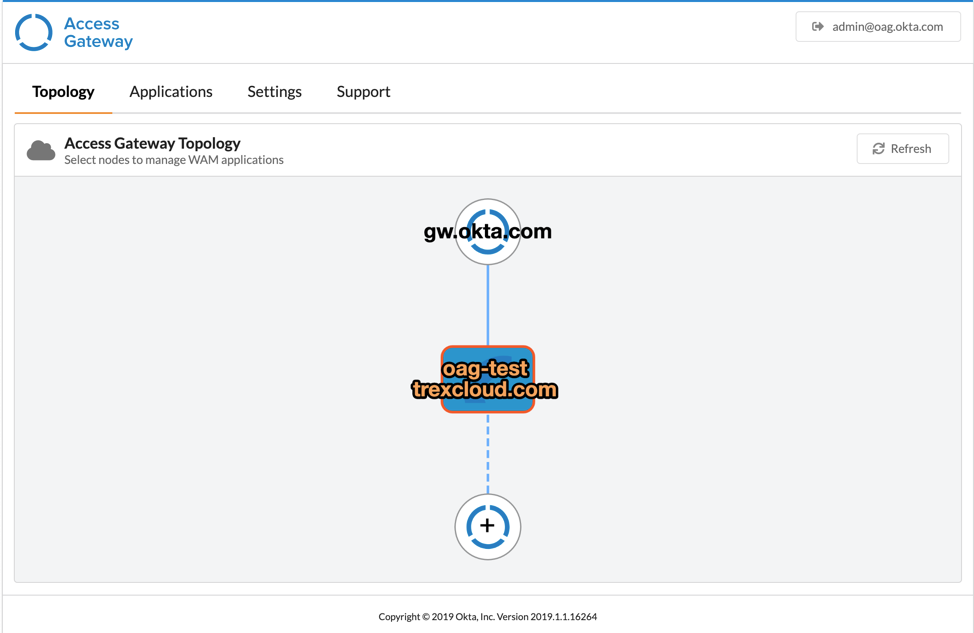 Access
Gateway
admin@oag.okta.com
Topology
Applications
Settings
Support
Access Gateway Topology
Select nodes to manage WAM applications
Refresh
gw.okta.com
oag-test
trexcloud.com
+
Copyright © 2019 Okta, Inc. Version 2019.1.1.16264